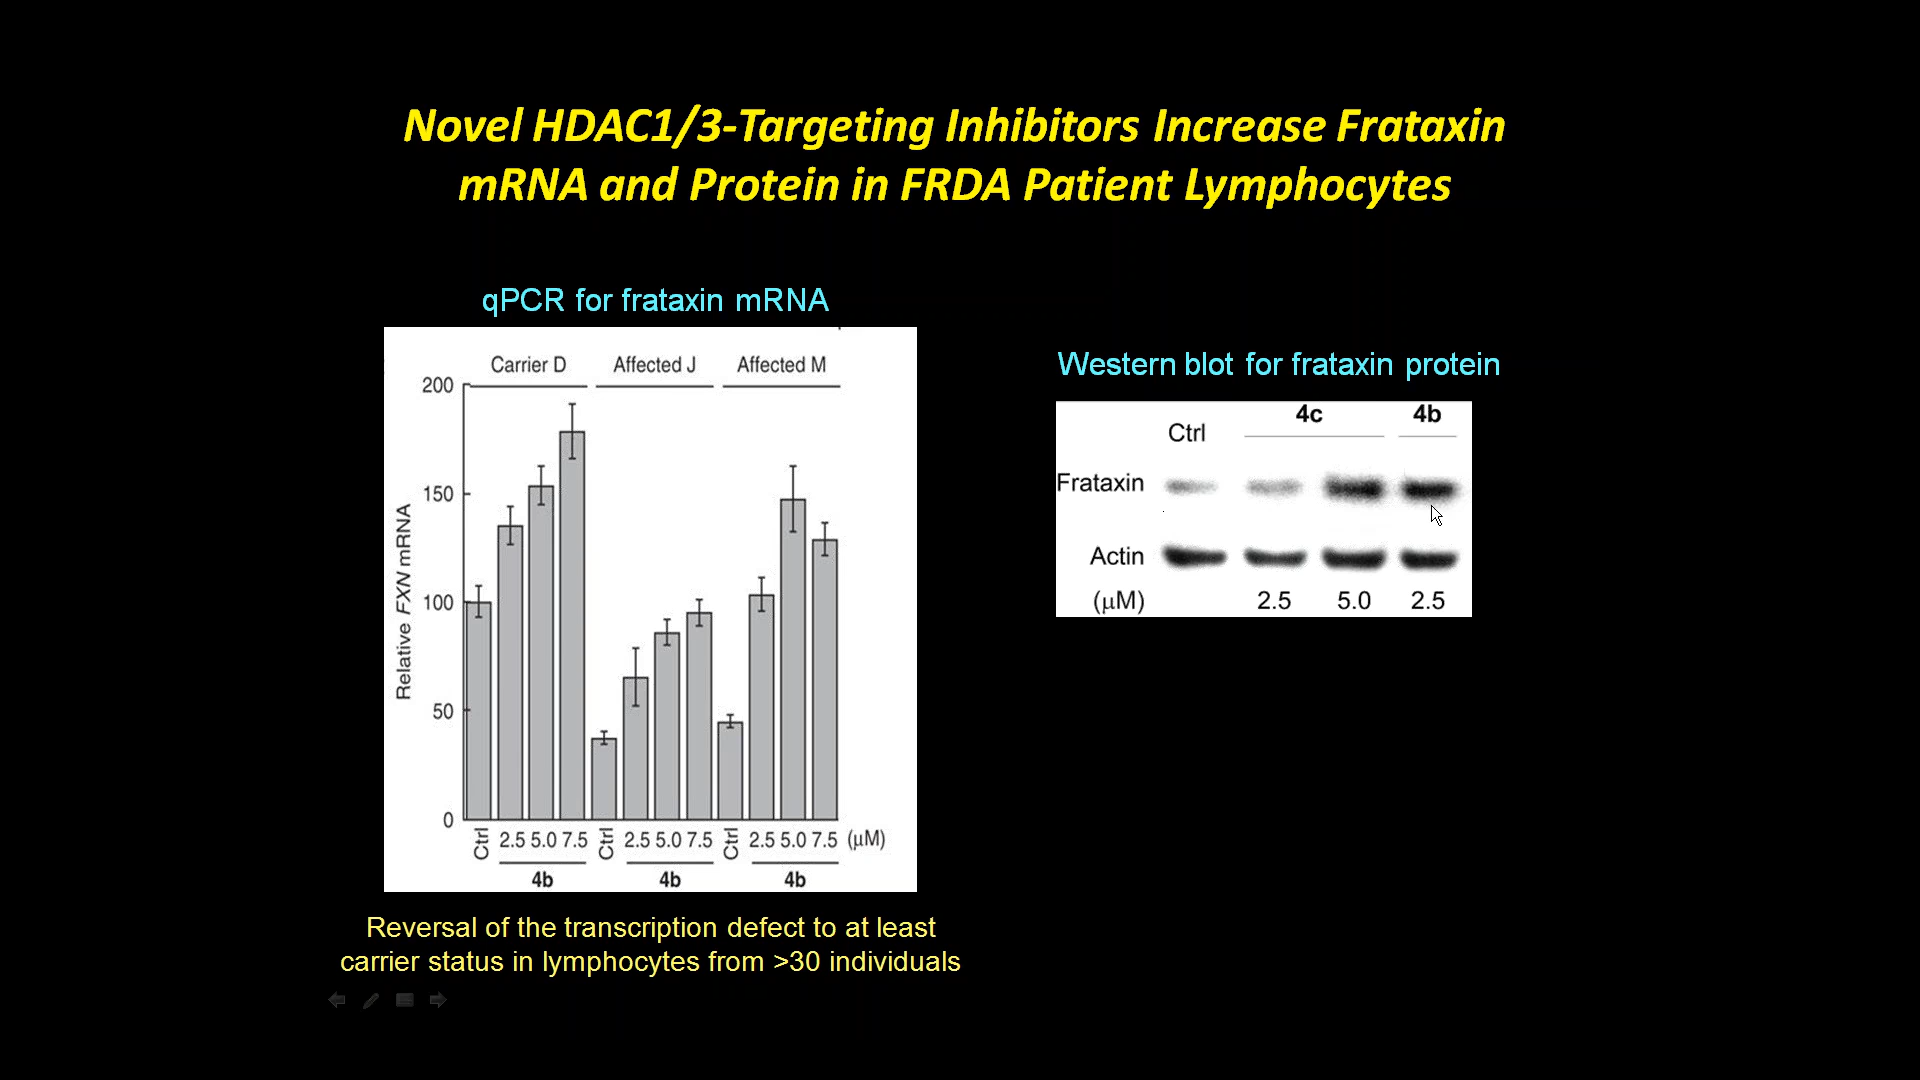 Novel HDAC1/3-Targeting Inhibitors Increase Frataxin
mRNA and Protein in FRDA Patient Lymphocytes
qPCR for frataxin mRNA
Carrier D Affected J Affected M
200
150
100
50
0
Relative FXN mRNA
Ctrl 2.5 5.0 7.5 Ctrl 2.5 5.0 7.5 Ctrl 2.5 5.0 7.5 (μM)
4b 4b 4b
Reversal of the transcription defect to at least
carrier status in lymphocytes from >30 individuals
Western blot for frataxin protein
Ctrl 4c 4b
Frataxin
Actin
(μM) 2.5 5.0 2.5